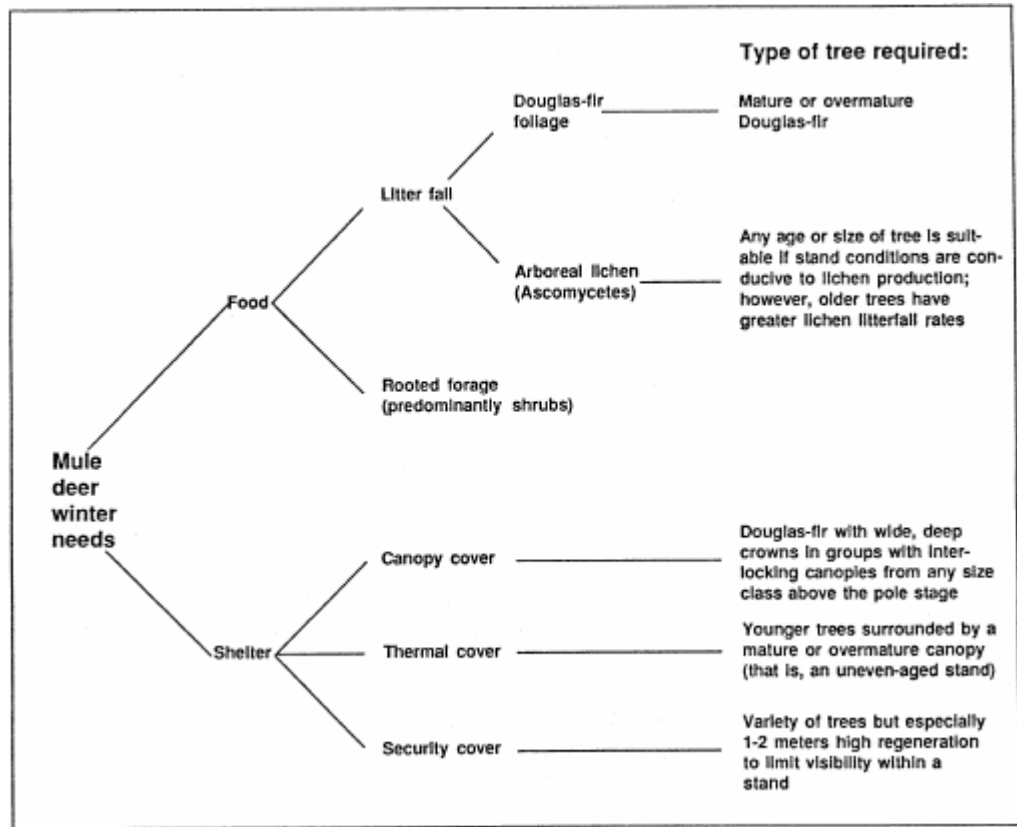 Type of tree required:
Douglas-fir
foliage
Mature or overmature
Douglas-fir
Litter fall
Arboreal lichen
(Ascomycetes)
Any age or size of tree is suit-
able if stand conditions are con-
ducive to lichen production;
however, older trees have
greater lichen litterfall rates
Food
Rooted forage
(predominantly shrubs)
Mule
deer
winter
needs
Canopy cover
Douglas-fir with wide, deep
crowns in groups with inter-
locking canopies from any size
class above the pole stage
Shelter
Thermal cover
Younger trees surrounded by a
mature or overmature canopy
(that is, an uneven-aged stand)
Security cover
Variety of trees but especially
1-2 meters high regeneration
to limit visibility within a
stand